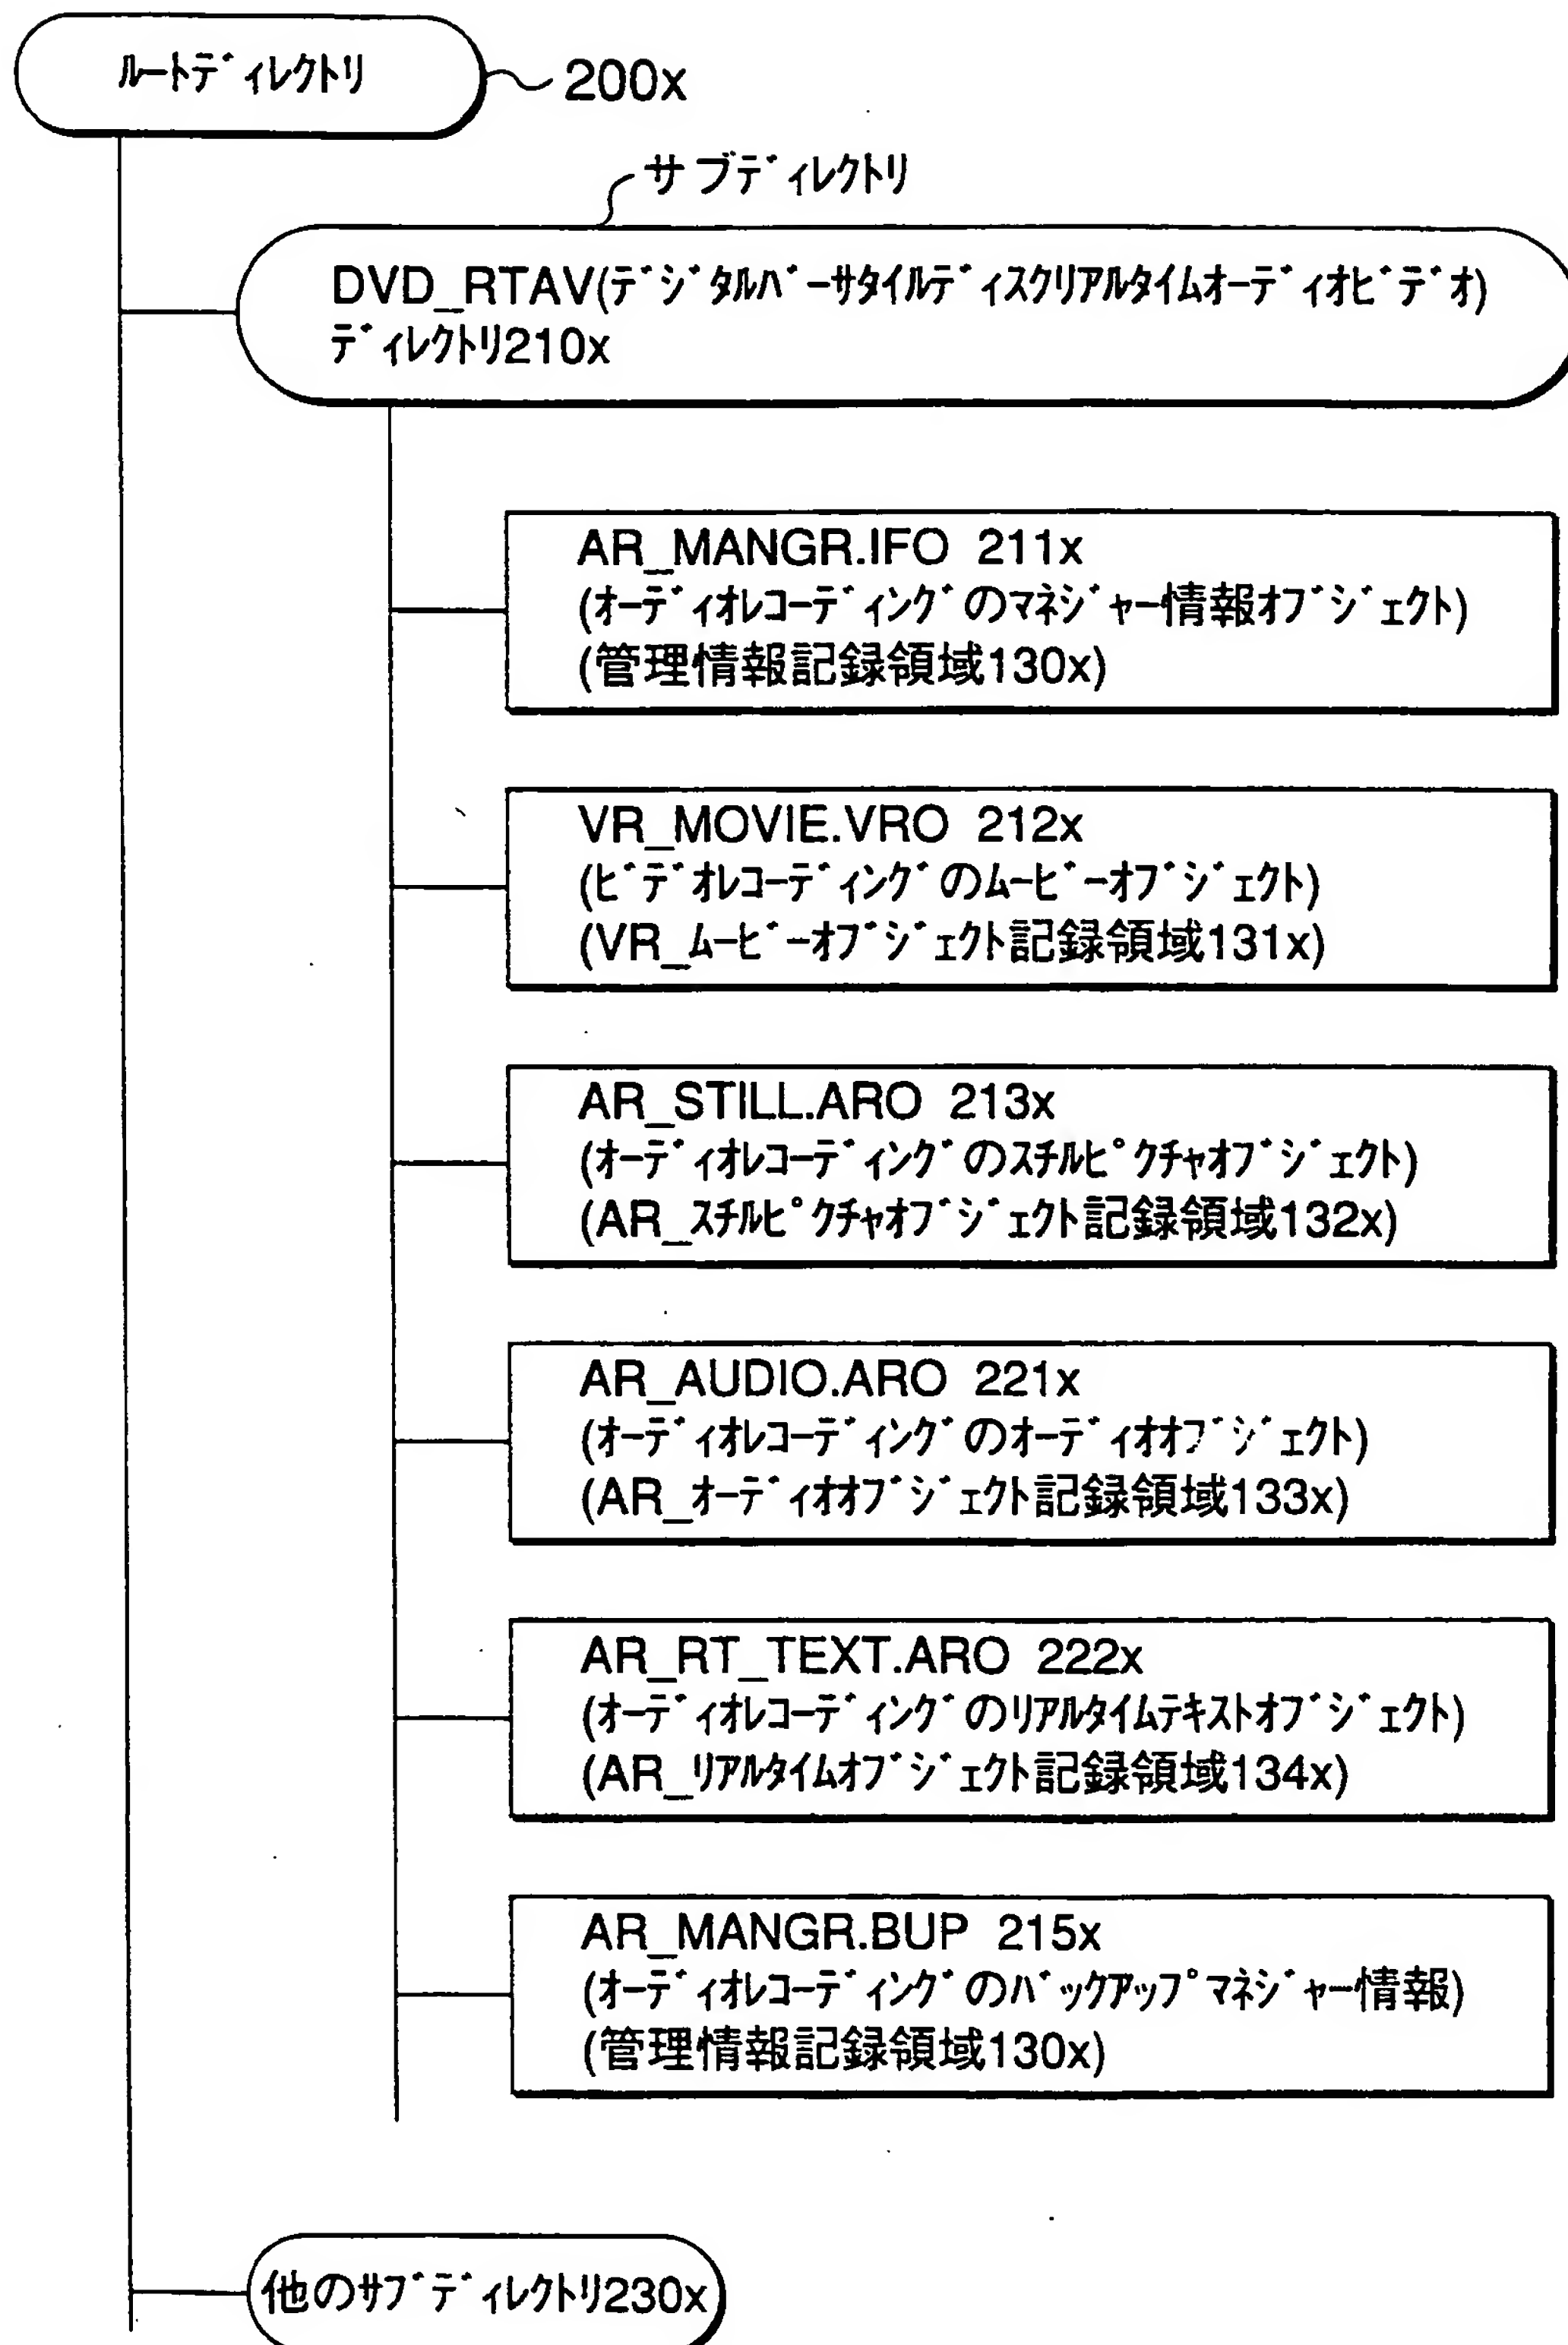 ﾙｰﾄﾃﾞｨﾚｸﾄﾘ
200x
サブﾃﾞｨﾚｸﾄﾘ
DVD_RTAV(ﾃﾞｼﾞﾀﾙﾊﾞｰｻﾀｲﾙﾃﾞｨｽｸﾘｱﾙﾀｲﾑｵｰﾃﾞｨｵﾋﾞﾃﾞｵ)
ﾃﾞｨﾚｸﾄﾘ210x
AR_MANGR.IFO 211x
(ｵｰﾃﾞｨｵﾚｺｰﾃﾞｨﾝｸﾞのﾏﾈｼﾞｬｰ情報ｵﾌﾞｼﾞｪｸﾄ)
(管理情報記録領域130x)
VR_MOVIE.VRO 212x
(ﾋﾞﾃﾞｵﾚｺｰﾃﾞｨﾝｸﾞのﾑｰﾋﾞｰｵﾌﾞｼﾞｪｸﾄ)
(VR_ﾑｰﾋﾞｰｵﾌﾞｼﾞｪｸﾄ記録領域131x)
AR_STILL.ARO 213x
(ｵｰﾃﾞｨｵﾚｺｰﾃﾞｨﾝｸﾞのｽﾁﾙﾋﾟｸﾁｬｵﾌﾞｼﾞｪｸﾄ)
(AR_ｽﾁﾙﾋﾟｸﾁｬｵﾌﾞｼﾞｪｸﾄ記録領域132x)
AR_AUDIO.ARO 221x
(ｵｰﾃﾞｨｵﾚｺｰﾃﾞｨﾝｸﾞのｵｰﾃﾞｨｵｵﾌﾞｼﾞｪｸﾄ)
(AR_ｵｰﾃﾞｨｵｵﾌﾞｼﾞｪｸﾄ記録領域133x)
AR_RT_TEXT.ARO 222x
(ｵｰﾃﾞｨｵﾚｺｰﾃﾞｨﾝｸﾞのﾘｱﾙﾀｲﾑﾃｷｽﾄｵﾌﾞｼﾞｪｸﾄ)
(AR_ﾘｱﾙﾀｲﾑｵﾌﾞｼﾞｪｸﾄ記録領域134x)
AR_MANGR.BUP 215x
(ｵｰﾃﾞｨｵﾚｺｰﾃﾞｨﾝｸﾞのﾊﾞｯｸｱｯﾌﾟﾏﾈｼﾞｬｰ情報)
(管理情報記録領域130x)
他のｻﾌﾞﾃﾞｨﾚｸﾄﾘ230x